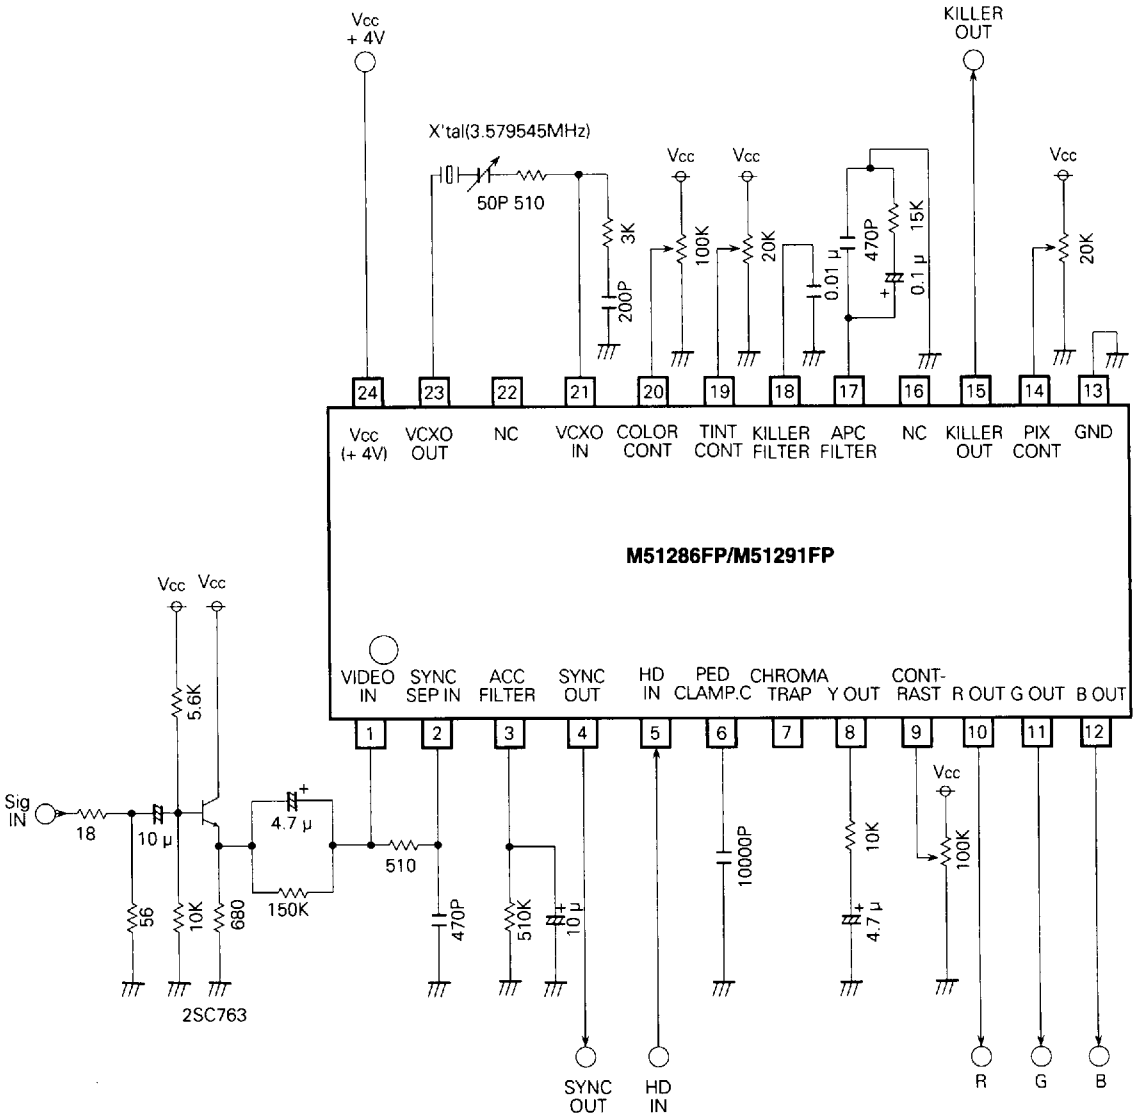 Vcc
+ 4V
KILLER
OUT
X'tal(3.579545MHz)
50P 510
3K
200P
Vcc
100K
Vcc
20K
0.01 μ
470P
15K
0.1 μ
+
Vcc
20K
24
23
22
21
20
19
18
17
16
15
14
13
Vcc
(+ 4V)
VCXO
OUT
NC
VCXO
IN
COLOR
CONT
TINT
CONT
KILLER
FILTER
APC
FILTER
NC
KILLER
OUT
PIX
CONT
GND
M51286FP/M51291FP
VIDEO
IN
SYNC
SEP IN
ACC
FILTER
SYNC
OUT
HD
IN
PED
CLAMP.C
CHROMA
TRAP
Y OUT
CONT-
RAST
R OUT
G OUT
B OUT
1
2
3
4
5
6
7
8
9
10
11
12
Vcc
Vcc
5.6K
Sig
IN
18
10 μ
56
10K
680
2SC763
+
4.7 μ
150K
510
470P
510K
+
10 μ
10000P
10K
+
4.7 μ
Vcc
100K
SYNC
OUT
HD
IN
R
G
B